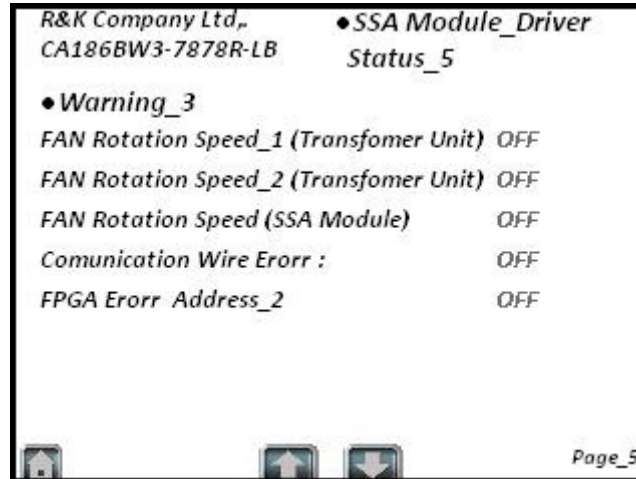 R&K Company Ltd,.
CA186BW3-7878R-LB
●SSA Module_Driver
Status_5
●Warning_3
FAN Rotation Speed_1 (Transfomer Unit) OFF
FAN Rotation Speed_2 (Transfomer Unit) OFF
FAN Rotation Speed (SSA Module) OFF
Comunication Wire Erorr : OFF
FPGA Erorr Address_2 OFF
Page_5